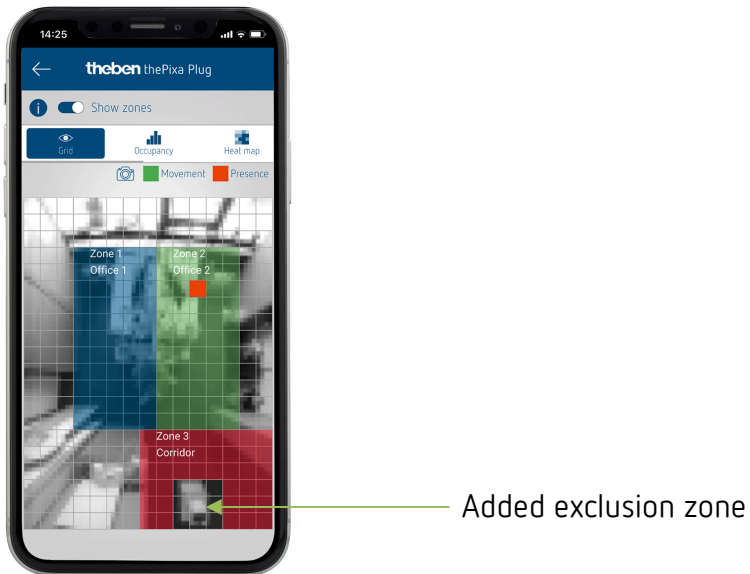 14:25
theben thePixa Plug
i Show zones
Grid Occupancy Heat map
Movement Presence
Zone 1 Zone 2
Office 1 Office 2
Zone 3
Corridor
Added exclusion zone